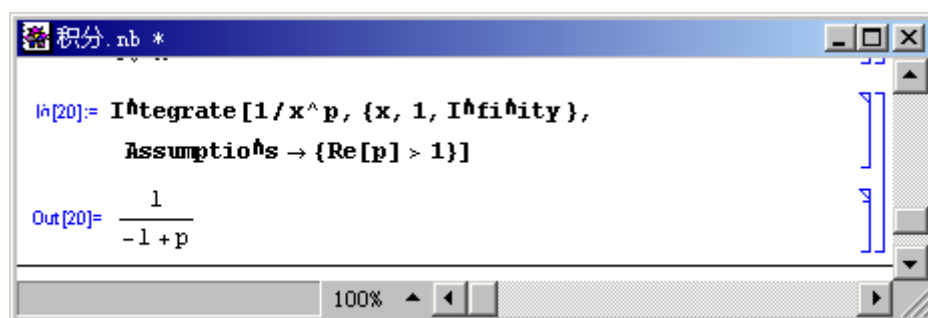 积分.nb *
In[20]:= Integrate[1/x^p, {x, 1, Infinity},
Assumptions → {Re[p] > 1}]
Out[20]= 1
-1 + p
100%